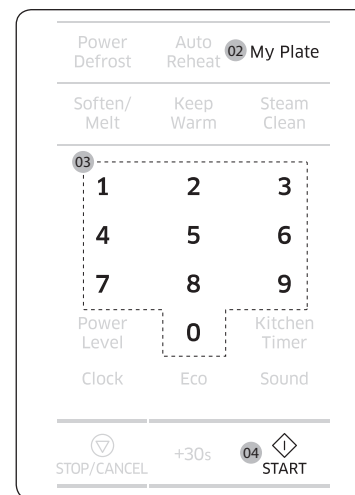 Power Auto
Defrost Reheat 02 My Plate
Soften/ Keep Steam
Melt Warm Clean
03
1 2 3
4 5 6
7 8 9
Power 0 Kitchen
Level Timer
Clock Eco Sound
+30s 04
STOP/CANCEL START